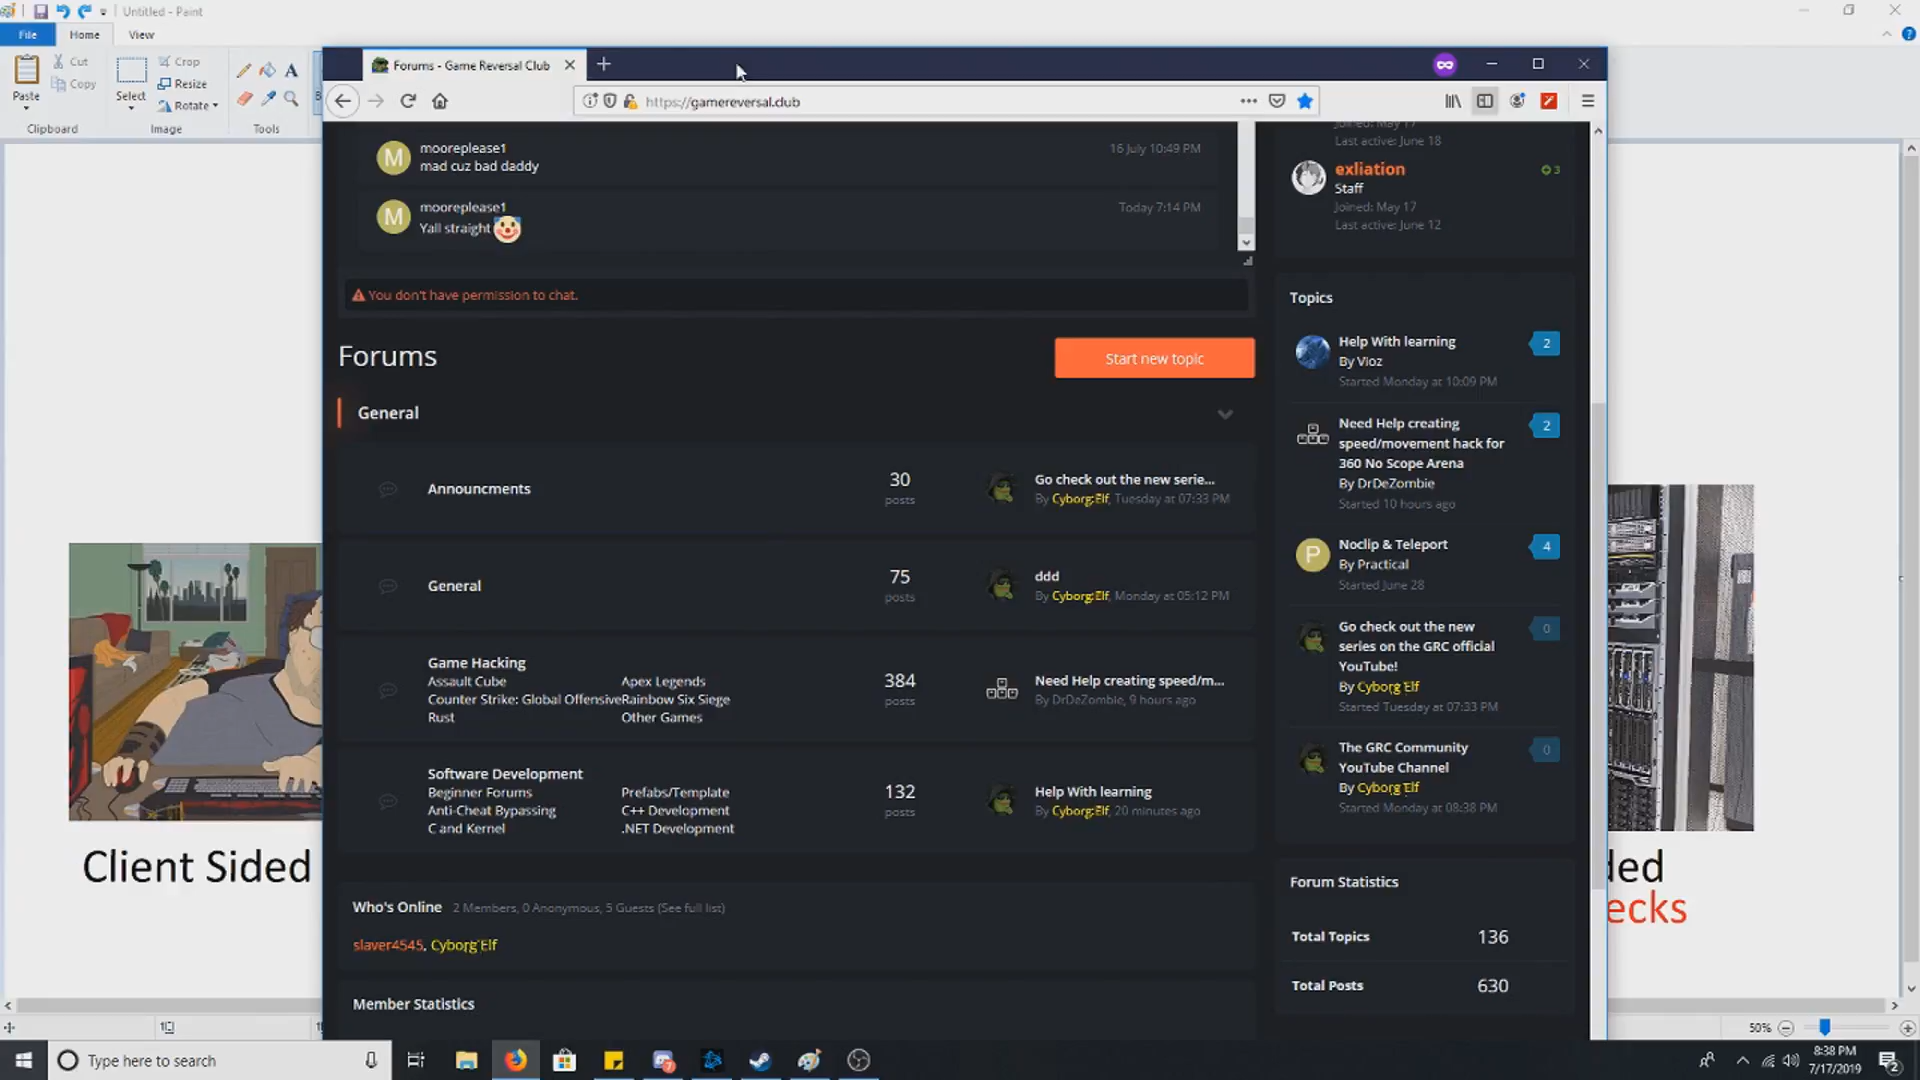 Untitled - Paint
File Home View
Paste
Cut
Copy
Clipboard
Select
Crop
Resize
Rotate
Image
Tools
Forums - Game Reversal Club
https://gamereversal.club
M mooreplease1 16 July 10:49 PM
mad cuz bad daddy
M mooreplease1 Today 7:14 PM
Yall straight
You don't have permission to chat.
Forums
Start new topic
General
Announcments
30
posts
Go check out the new serie...
By Cyborg Elf, Tuesday at 07:33 PM
General
75
posts
ddd
By Cyborg Elf, Monday at 05:12 PM
Game Hacking
Assault Cube Apex Legends
Counter Strike: Global Offensive Rainbow Six Siege
Rust Other Games
384
posts
Need Help creating speed/m...
By DrDeZombie, 9 hours ago
Software Development
Beginner Forums Prefabs/Template
Anti-Cheat Bypassing C++ Development
C and Kernel .NET Development
132
posts
Help With learning
By Cyborg Elf, 20 minutes ago
Who's Online 2 Members, 0 Anonymous, 5 Guests (See full list)
slaver4545, Cyborg Elf
Member Statistics
Joined: May 17
Last active: June 18
exliation 3
Staff
Joined: May 17
Last active: June 12
Topics
Help With learning 2
By Vioz
Started Monday at 10:09 PM
Need Help creating 2
speed/movement hack for
360 No Scope Arena
By DrDeZombie
Started 10 hours ago
P Noclip & Teleport 4
By Practical
Started June 28
Go check out the new 0
series on the GRC official
YouTube!
By Cyborg Elf
Started Tuesday at 07:33 PM
The GRC Community 0
YouTube Channel
By Cyborg Elf
Started Monday at 08:38 PM
Forum Statistics
Total Topics 136
Total Posts 630
Client Sided
ded
ecks
50%
Type here to search
8:38 PM
7/17/2019
2